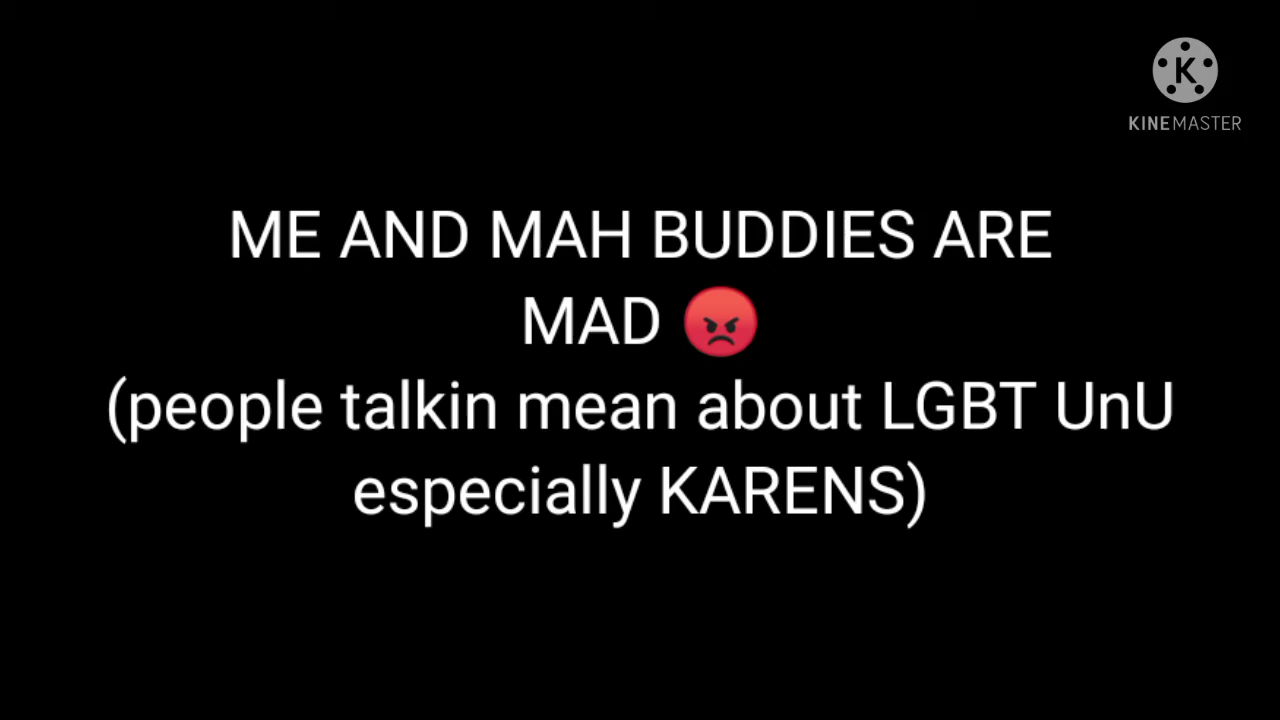 K
KINEMASTER
ME AND MAH BUDDIES ARE
MAD 😡
(people talkin mean about LGBT UnU
especially KARENS)